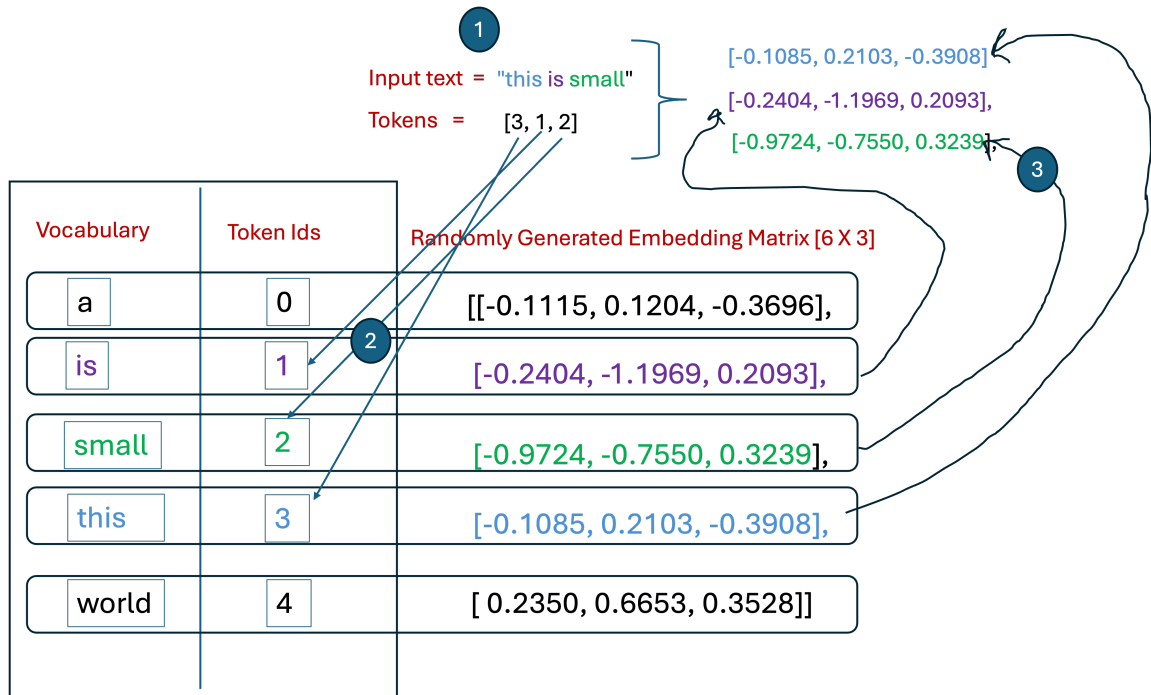 1
Input text = "this is small"
Tokens = [3, 1, 2]
[-0.1085, 0.2103, -0.3908]
[-0.2404, -1.1969, 0.2093],
[-0.9724, -0.7550, 0.3239],
3
Vocabulary Token Ids Randomly Generated Embedding Matrix [6 X 3]
a 0 [[-0.1115, 0.1204, -0.3696],
2
is 1 [-0.2404, -1.1969, 0.2093],
small 2 [-0.9724, -0.7550, 0.3239],
this 3 [-0.1085, 0.2103, -0.3908],
world 4 [ 0.2350, 0.6653, 0.3528]]